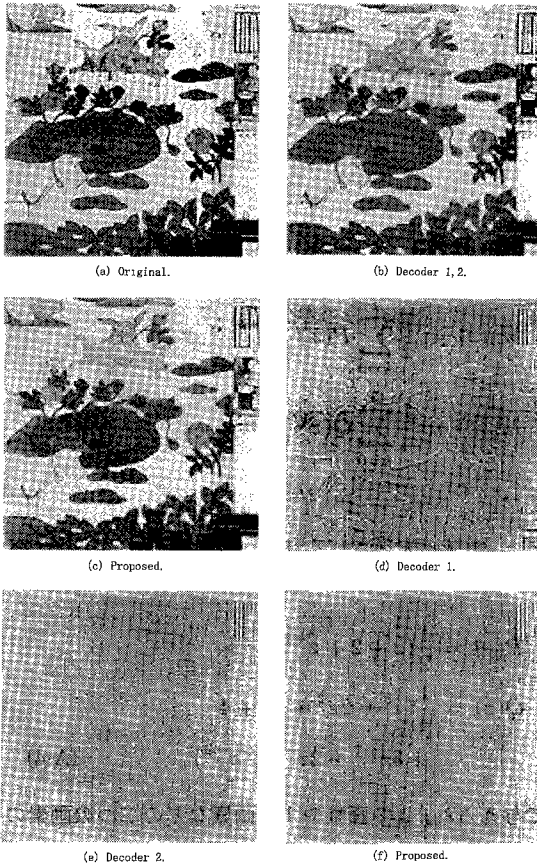 (a) Original.
(b) Decoder 1,2.
(c) Proposed.
(d) Decoder 1.
(e) Decoder 2.
(f) Proposed.